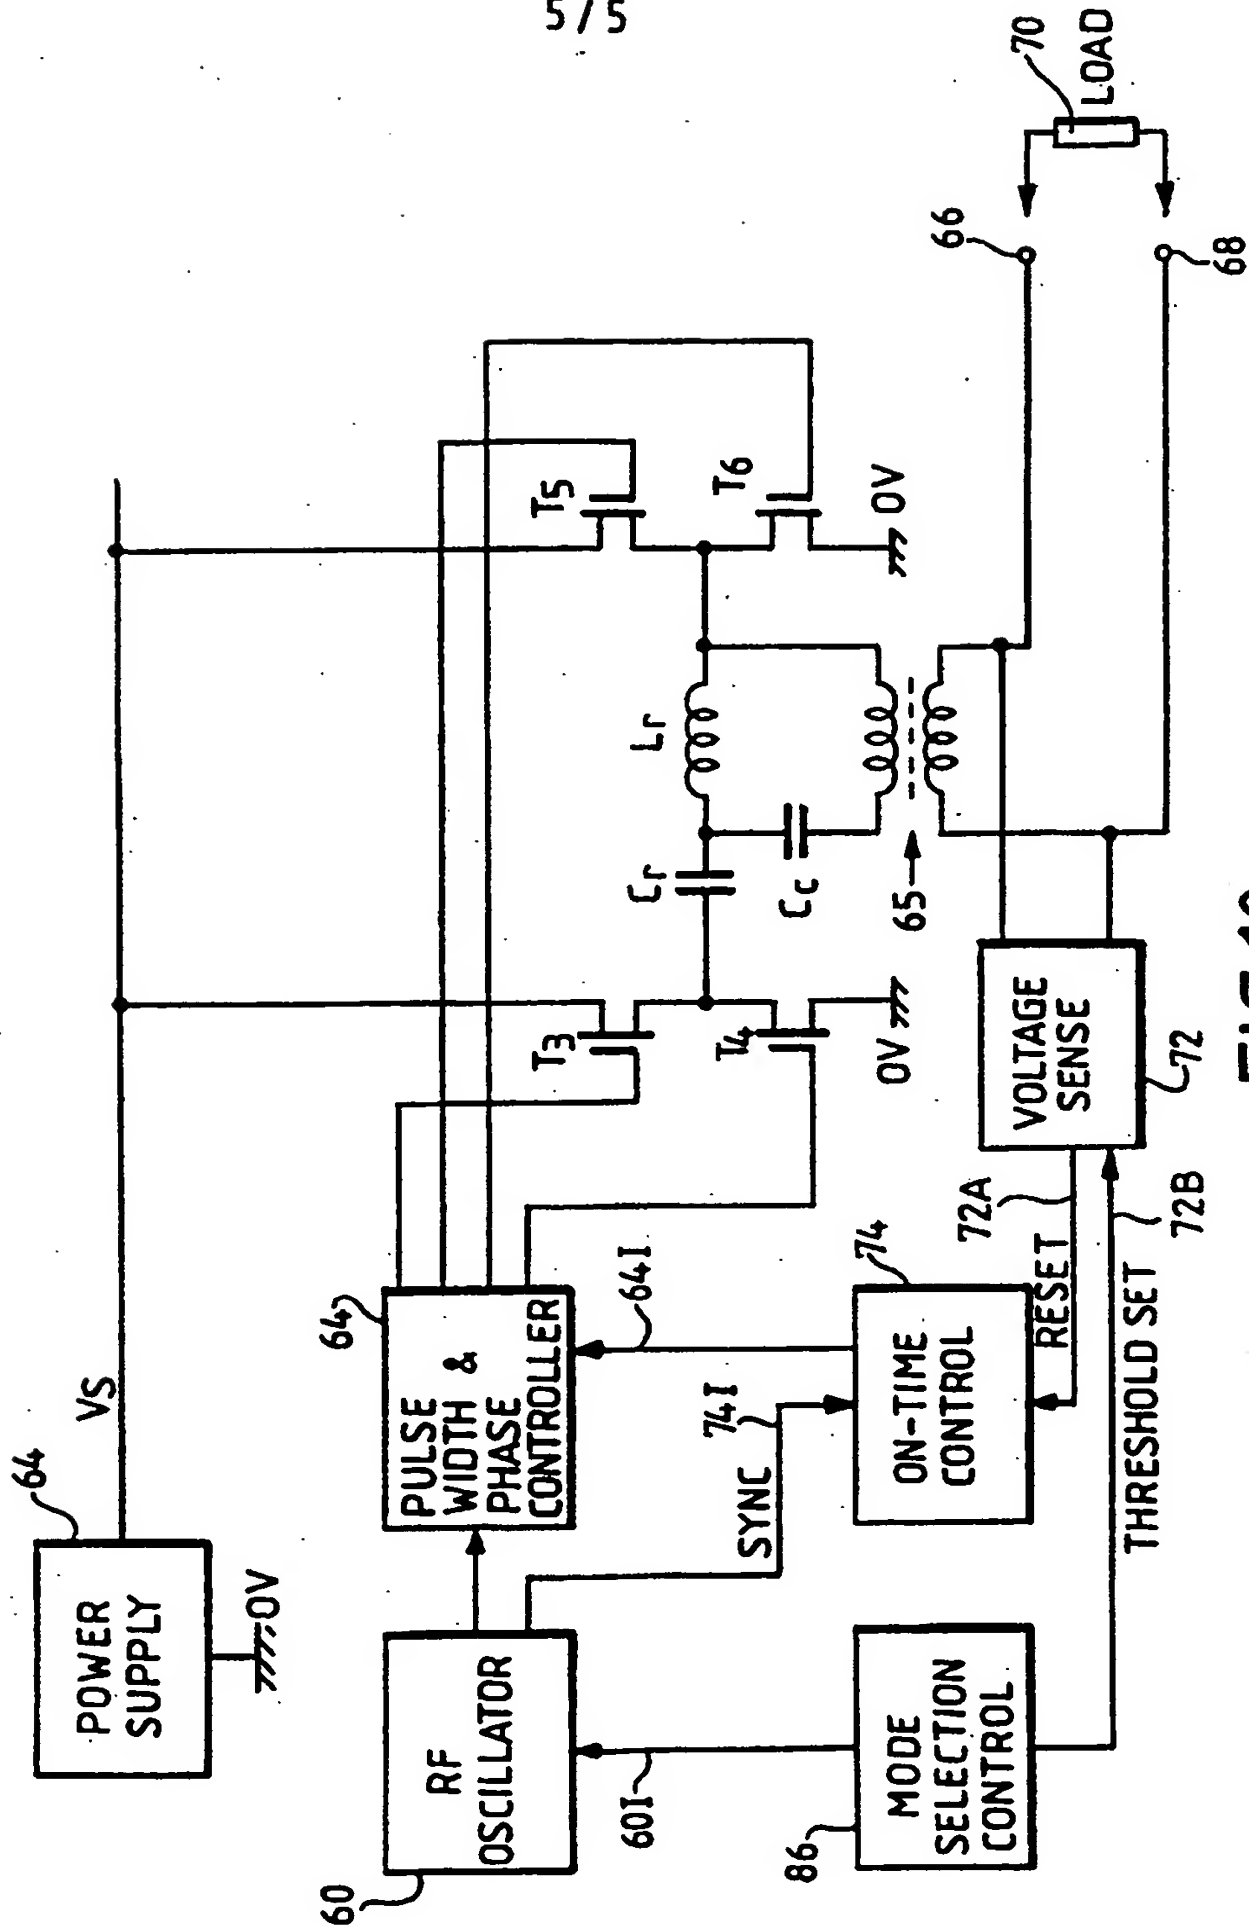 5/5
64
POWER
SUPPLY
VS
0V
60
RF
OSCILLATOR
60I
64
PULSE
WIDTH &
PHASE
CONTROLLER
SYNC
74I
64I
86
MODE
SELECTION
CONTROL
74
ON-TIME
CONTROL
RESET
72A
THRESHOLD SET
72B
VOLTAGE
SENSE
72
T3
T4
0V
Cr
Lr
Cc
65
T5
T6
0V
66
68
70
LOAD